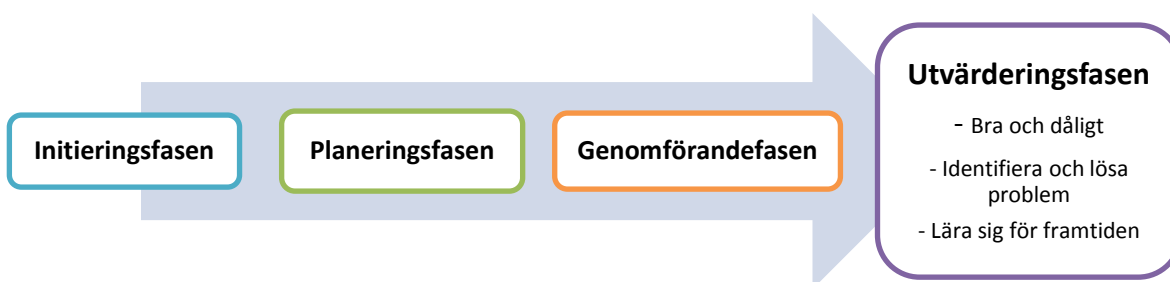 Initieringsfasen
Planeringsfasen
Genomförandefasen
Utvärderingsfasen
- Bra och dåligt
- Identifiera och lösa
problem
- Lära sig för framtiden